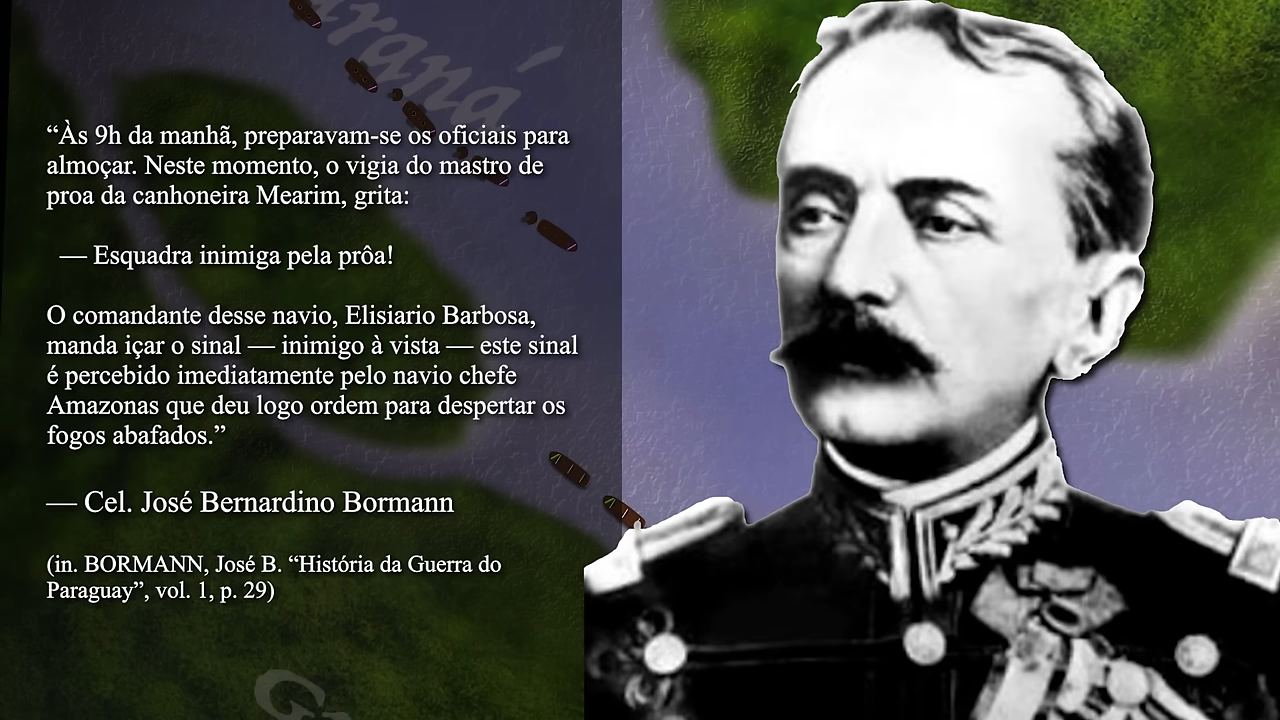 Paraná
“Às 9h da manhã, preparavam-se os oficiais para
almoçar. Neste momento, o vigia do mastro de
proa da canhoneira Mearim, grita:
— Esquadra inimiga pela prôa!
O comandante desse navio, Elisiario Barbosa,
manda içar o sinal — inimigo à vista — este sinal
é percebido imediatamente pelo navio chefe
Amazonas que deu logo ordem para despertar os
fogos abafados.”
— Cel. José Bernardino Bormann
(in. BORMANN, José B. “História da Guerra do
Paraguay”, vol. 1, p. 29)